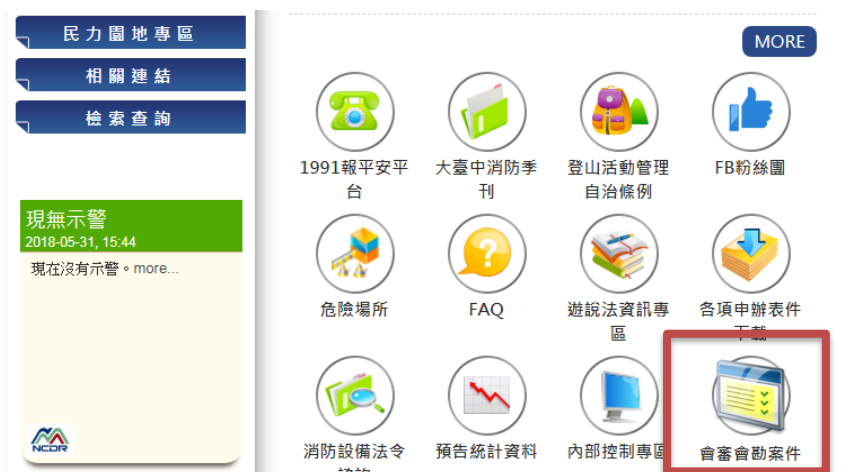 民力園地專區
相關連結
檢索查詢
現無示警
2018-05-31, 15:44
現在沒有示警。more...
NCDR
MORE
1991報平安平
台
大臺中消防季
刊
登山活動管理
自治條例
FB粉絲團
危險場所
FAQ
遊說法資訊專
區
各項申辦表件
下載
消防設備法令
預告統計資料
內部控制專區
會審會勘案件